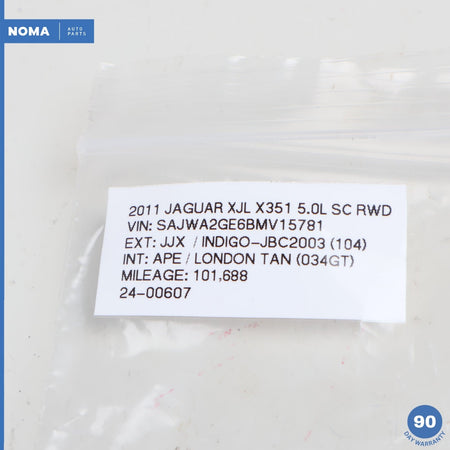 NOMA AUTO PARTS
2011 JAGUAR XJL X351 5.0L SC RWD
VIN: SAJWA2GE6BMV15781
EXT: JJX / INDIGO-JBC2003 (104)
INT: APE / LONDON TAN (034GT)
MILEAGE: 101,688
24-00607
90
DAY WARRANTY